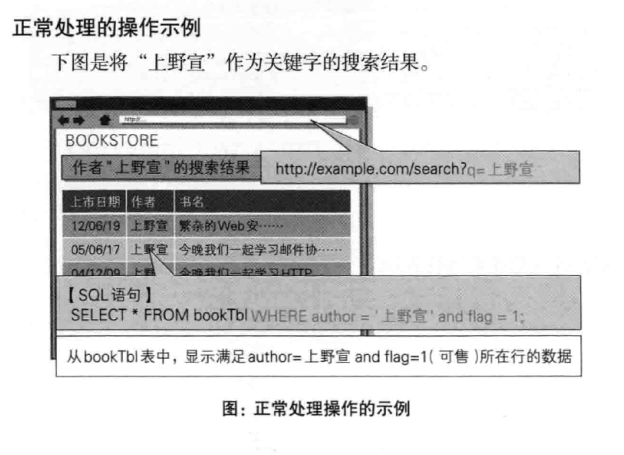 正常处理的操作示例
下图是将“上野宣”作为关键字的搜索结果。
http://...
BOOKSTORE
作者"上野宣"的搜索结果
http://example.com/search?q=上野宣
上市日期 作者 书名
12/06/19 上野宣 繁杂的Web安……
05/06/17 上野宣 今晚我们一起学习邮件协……
04/12/09 上野 今晚我们一起学习HTTP
【SQL语句】
SELECT * FROM bookTbl WHERE author = '上野宣' and flag = 1;
从bookTbl表中，显示满足author=上野宣 and flag=1(可售)所在行的数据
图：正常处理操作的示例